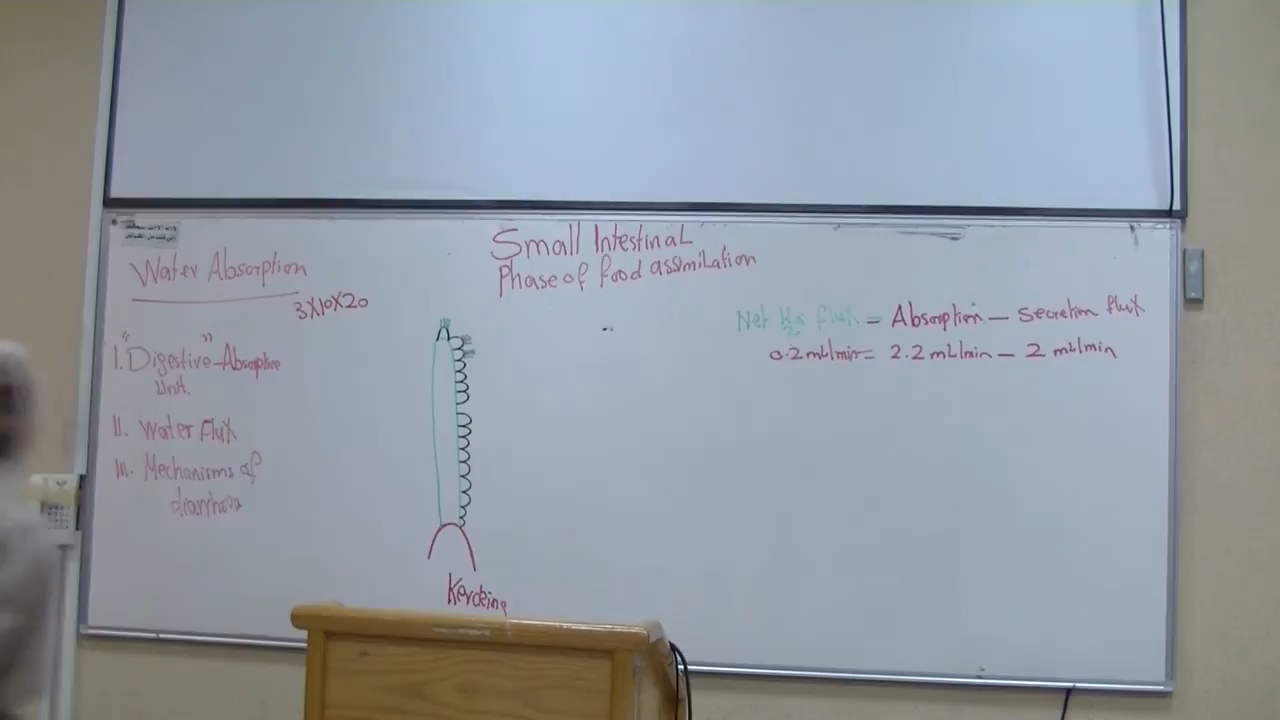 Small Intestinal
Phase of food assimilation
Water Absorption
3X10X20
I. "Digestive"-Absorptive
Unit.
II. Water Flux
III. Mechanisms of
diarrhoea
Kerckring
Net H₂O flux = Absorption — secretion flux
0.2 mL/min = 2.2 mL/min — 2 mL/min